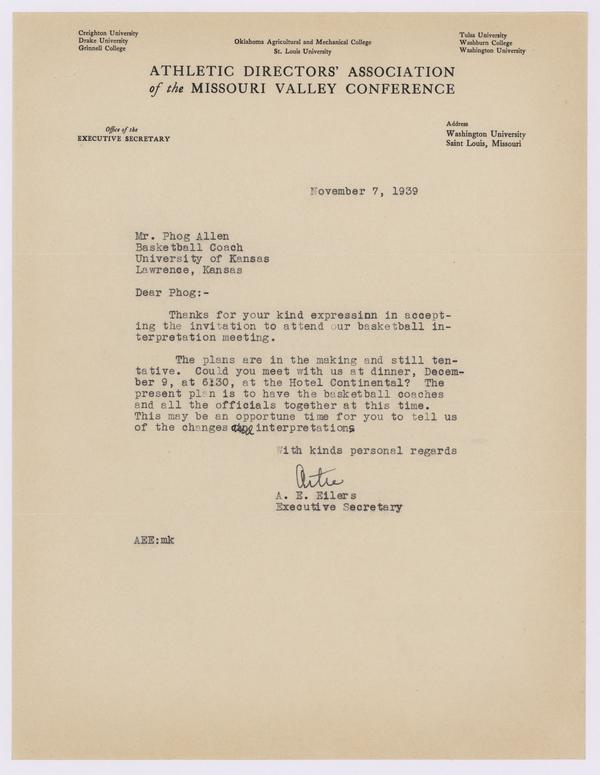 Creighton University
Drake University
Grinnell College
Oklahoma Agricultural and Mechanical College
St. Louis University
Tulsa University
Washburn College
Washington University
ATHLETIC DIRECTORS' ASSOCIATION
of the MISSOURI VALLEY CONFERENCE
Office of the
EXECUTIVE SECRETARY
Address
Washington University
Saint Louis, Missouri
November 7, 1939
Mr. Phog Allen
Basketball Coach
University of Kansas
Lawrence, Kansas
Dear Phog:-
Thanks for your kind expression in accept-
ing the invitation to attend our basketball in-
terpretation meeting.
The plans are in the making and still ten-
tative. Could you meet with us at dinner, Decem-
ber 9, at 6:30, at the Hotel Continental? The
present plan is to have the basketball coaches
and all the officials together at this time.
This may be an opportune time for you to tell us
of the changes and interpretations
With kinds personal regards
Artie
A. E. Eilers
Executive Secretary
AEE:mk